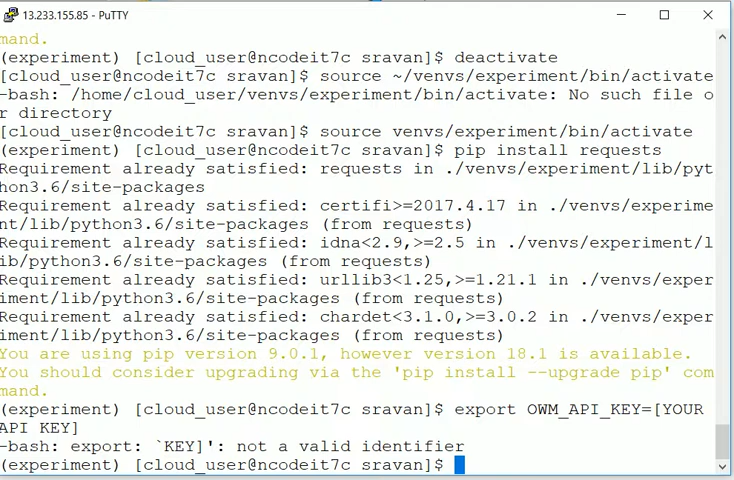 13.233.155.85 - PuTTY
mand.
(experiment) [cloud_user@ncodeit7c sravan]$ deactivate
[cloud_user@ncodeit7c sravan]$ source ~/venvs/experiment/bin/activate
-bash: /home/cloud_user/venvs/experiment/bin/activate: No such file o
r directory
[cloud_user@ncodeit7c sravan]$ source venvs/experiment/bin/activate
(experiment) [cloud_user@ncodeit7c sravan]$ pip install requests
Requirement already satisfied: requests in ./venvs/experiment/lib/pyt
hon3.6/site-packages
Requirement already satisfied: certifi>=2017.4.17 in ./venvs/experime
nt/lib/python3.6/site-packages (from requests)
Requirement already satisfied: idna<2.9,>=2.5 in ./venvs/experiment/l
ib/python3.6/site-packages (from requests)
Requirement already satisfied: urllib3<1.25,>=1.21.1 in ./venvs/exper
iment/lib/python3.6/site-packages (from requests)
Requirement already satisfied: chardet<3.1.0,>=3.0.2 in ./venvs/exper
iment/lib/python3.6/site-packages (from requests)
You are using pip version 9.0.1, however version 18.1 is available.
You should consider upgrading via the 'pip install --upgrade pip' com
mand.
(experiment) [cloud_user@ncodeit7c sravan]$ export OWM_API_KEY=[YOUR
API KEY]
-bash: export: `KEY]': not a valid identifier
(experiment) [cloud_user@ncodeit7c sravan]$